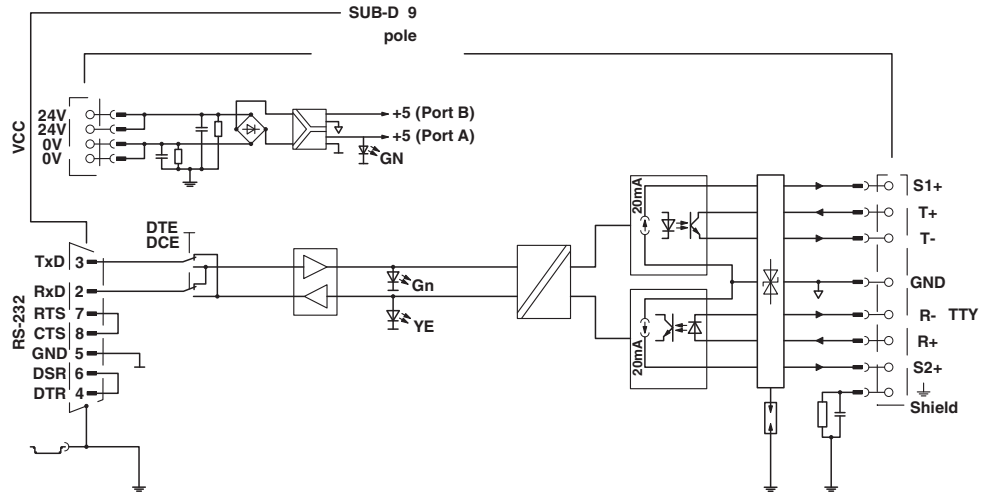 SUB-D 9
pole
VCC
24V
24V
0V
0V
+5 (Port B)
+5 (Port A)
GN
DTE
DCE
RS-232
TxD 3
RxD 2
RTS 7
CTS 8
GND 5
DSR 6
DTR 4
Gn
YE
20mA
20mA
S1+
T+
T-
GND
R- TTY
R+
S2+
Shield